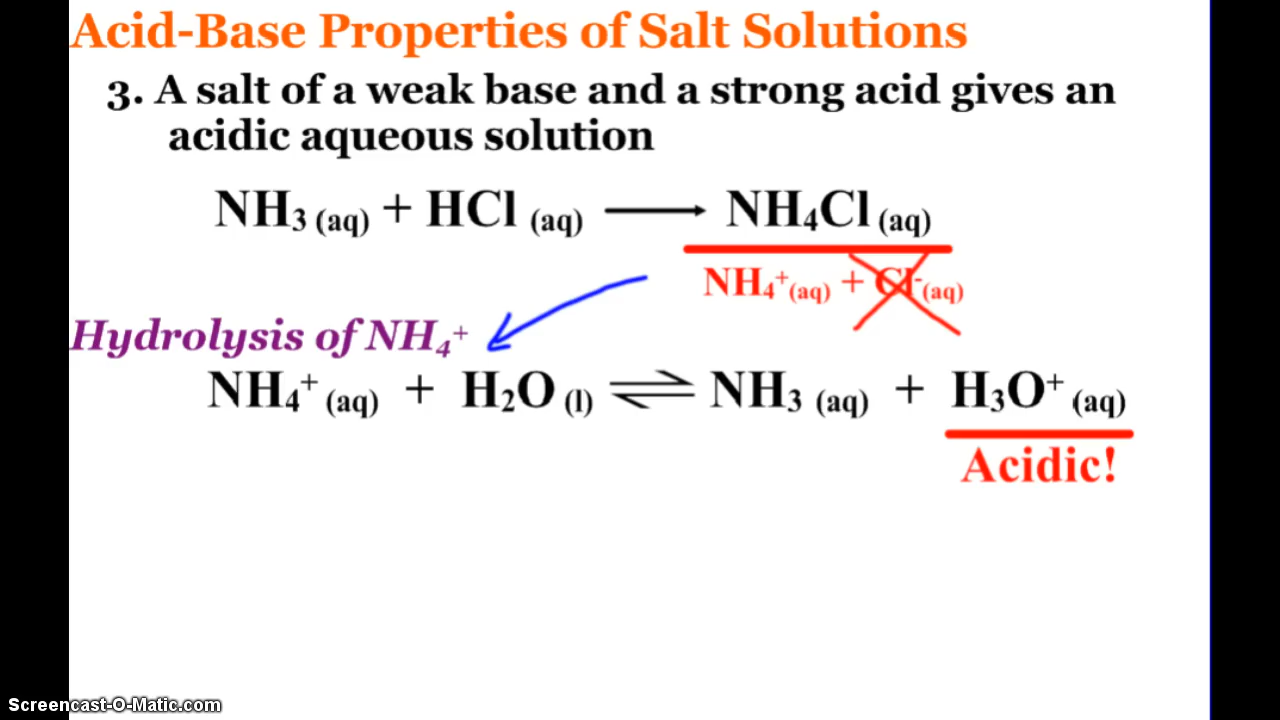 Acid-Base Properties of Salt Solutions
3. A salt of a weak base and a strong acid gives an
acidic aqueous solution
NH₃ (aq) + HCl (aq) ⟶ NH₄Cl (aq)
NH₄⁺(aq) + Cl⁻(aq)
Hydrolysis of NH₄⁺
NH₄⁺ (aq) + H₂O (l) ⇌ NH₃ (aq) + H₃O⁺ (aq)
Acidic!
Screencast-O-Matic.com